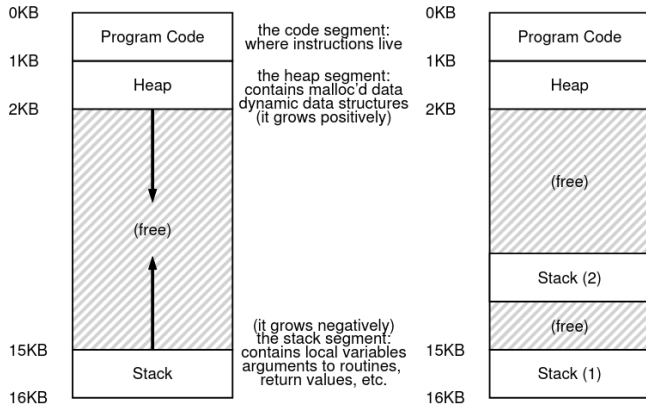 0KB
Program Code
the code segment:
where instructions live
1KB
Heap
the heap segment:
contains malloc'd data
dynamic data structures
(it grows positively)
2KB
(free)
(it grows negatively)
the stack segment:
contains local variables
arguments to routines,
return values, etc.
15KB
Stack
16KB
0KB
Program Code
1KB
Heap
2KB
(free)
Stack (2)
(free)
15KB
Stack (1)
16KB